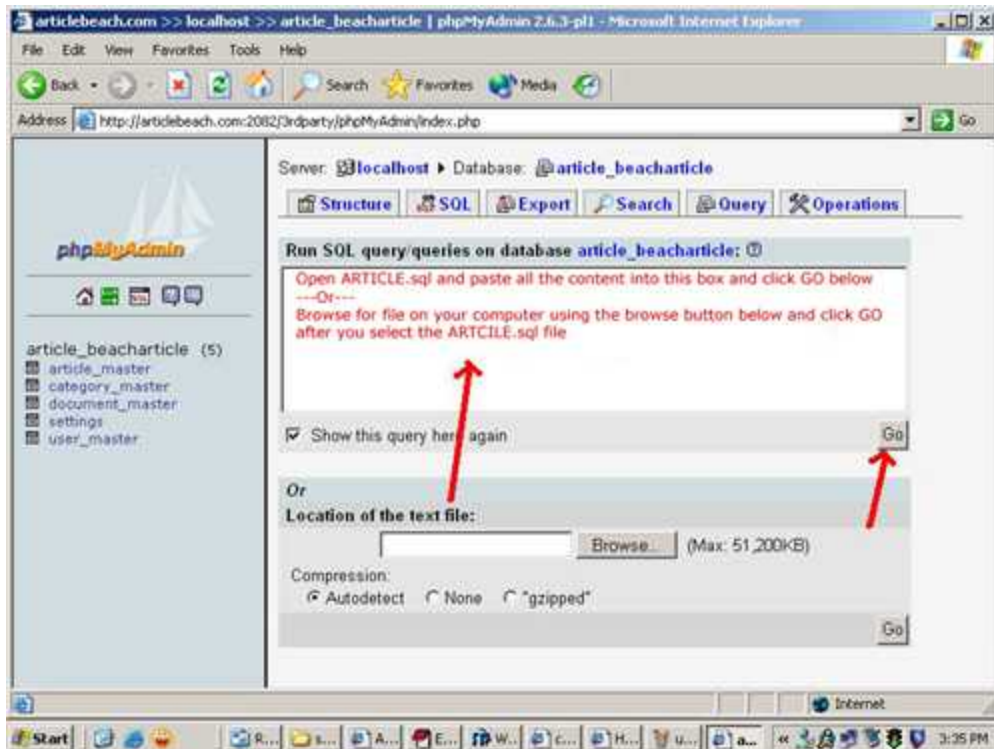 articlebeach.com >> localhost >> article_beacharticle | phpMyAdmin 2.6.3-pl1 - Microsoft Internet Explorer
File Edit View Favorites Tools Help
Back Search Favorites Media
Address http://articlebeach.com:2082/3rdparty/phpMyAdmin/index.php Go
Server: localhost Database: article_beacharticle
Structure SQL Export Search Query Operations
phpMyAdmin
Run SQL query/queries on database article_beacharticle:
Open ARTICLE.sql and paste all the content into this box and click GO below
---Or---
Browse for file on your computer using the browse button below and click GO
after you select the ARTCILE.sql file
article_beacharticle (5)
article_master
category_master
document_master
settings
user_master
Show this query here again Go
Or
Location of the text file:
Browse... (Max: 51,200KB)
Compression:
Autodetect None "gzipped"
Go
Internet
Start R... s... A... E... W... c... H... u... a... « 3:35 PM